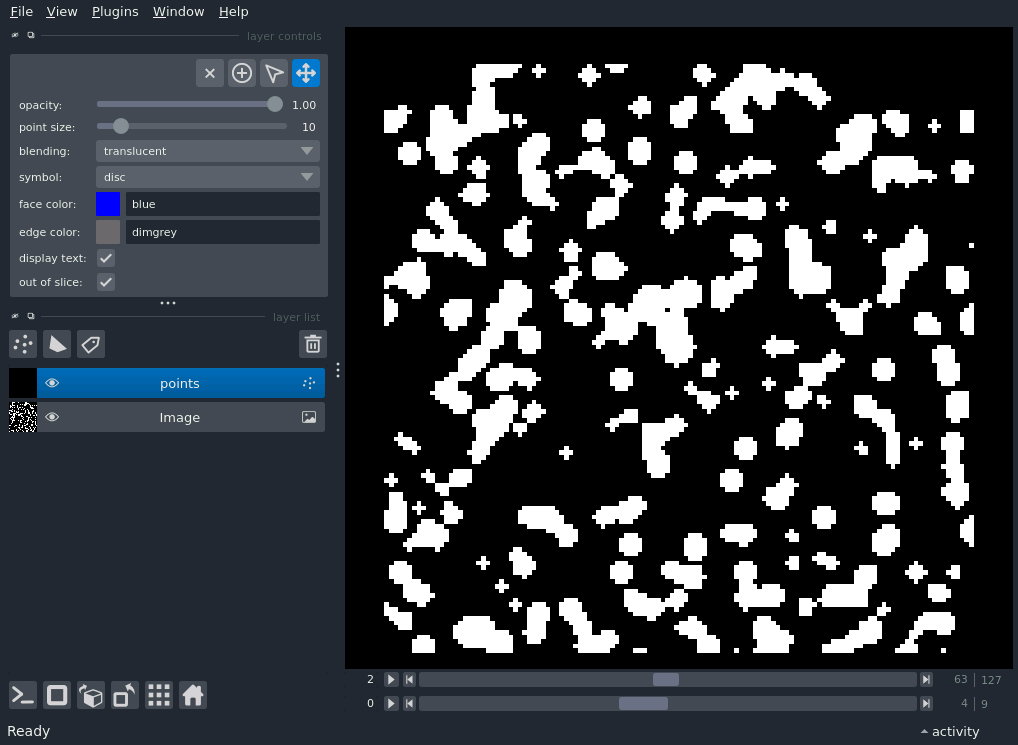 File View Plugins Window Help
layer controls
opacity: 1.00
point size: 10
blending: translucent
symbol: disc
face color: blue
edge color: dimgrey
display text:
out of slice:
layer list
points
Image
2 63 127
0 4 9
Ready activity